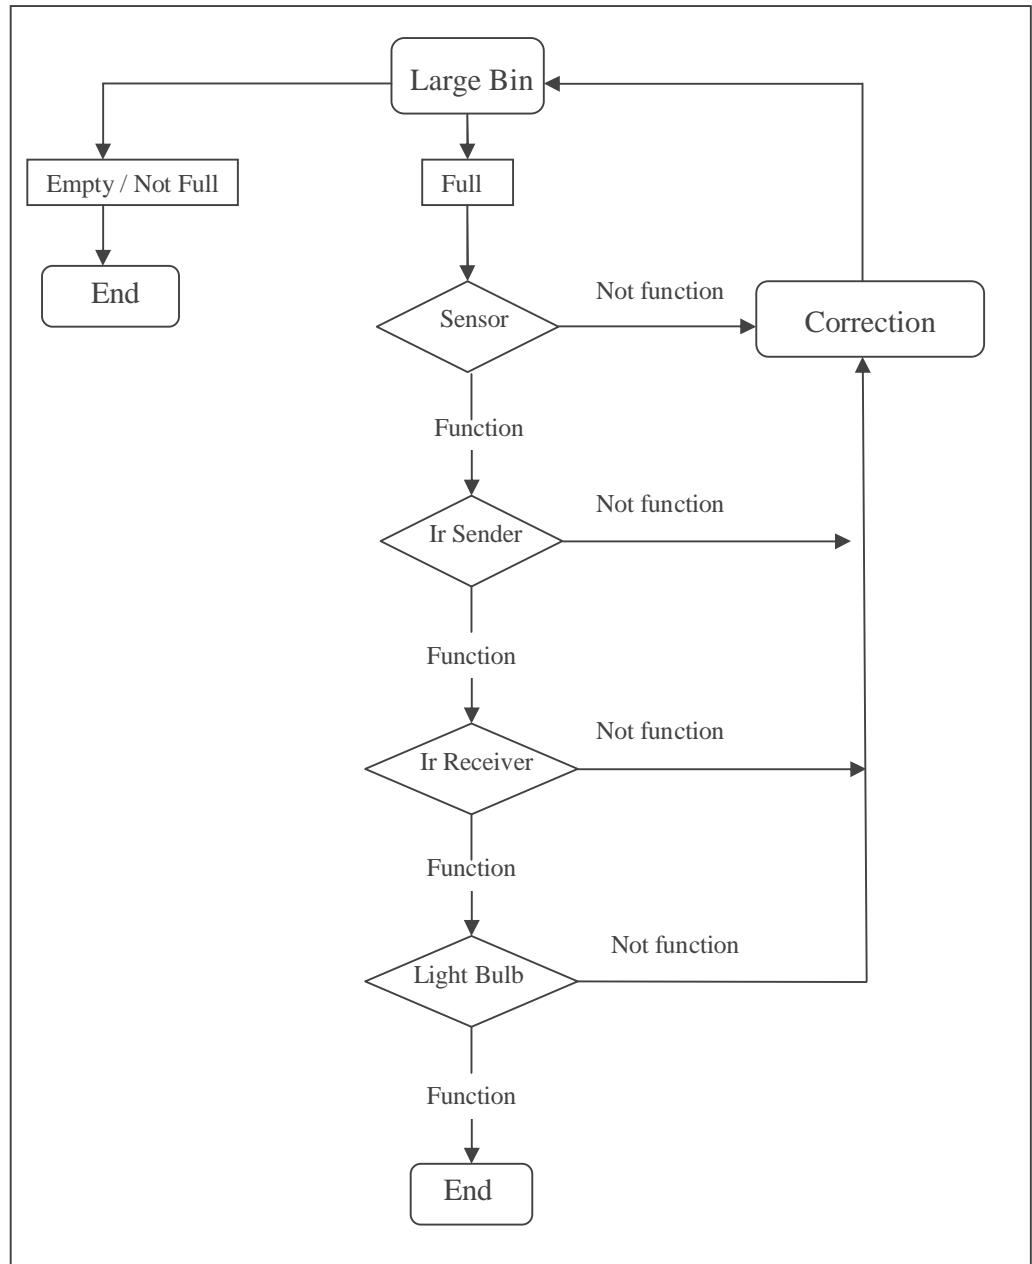 Large Bin
Empty / Not Full
Full
End
Sensor
Not function
Correction
Function
Ir Sender
Not function
Function
Ir Receiver
Not function
Function
Light Bulb
Not function
Function
End